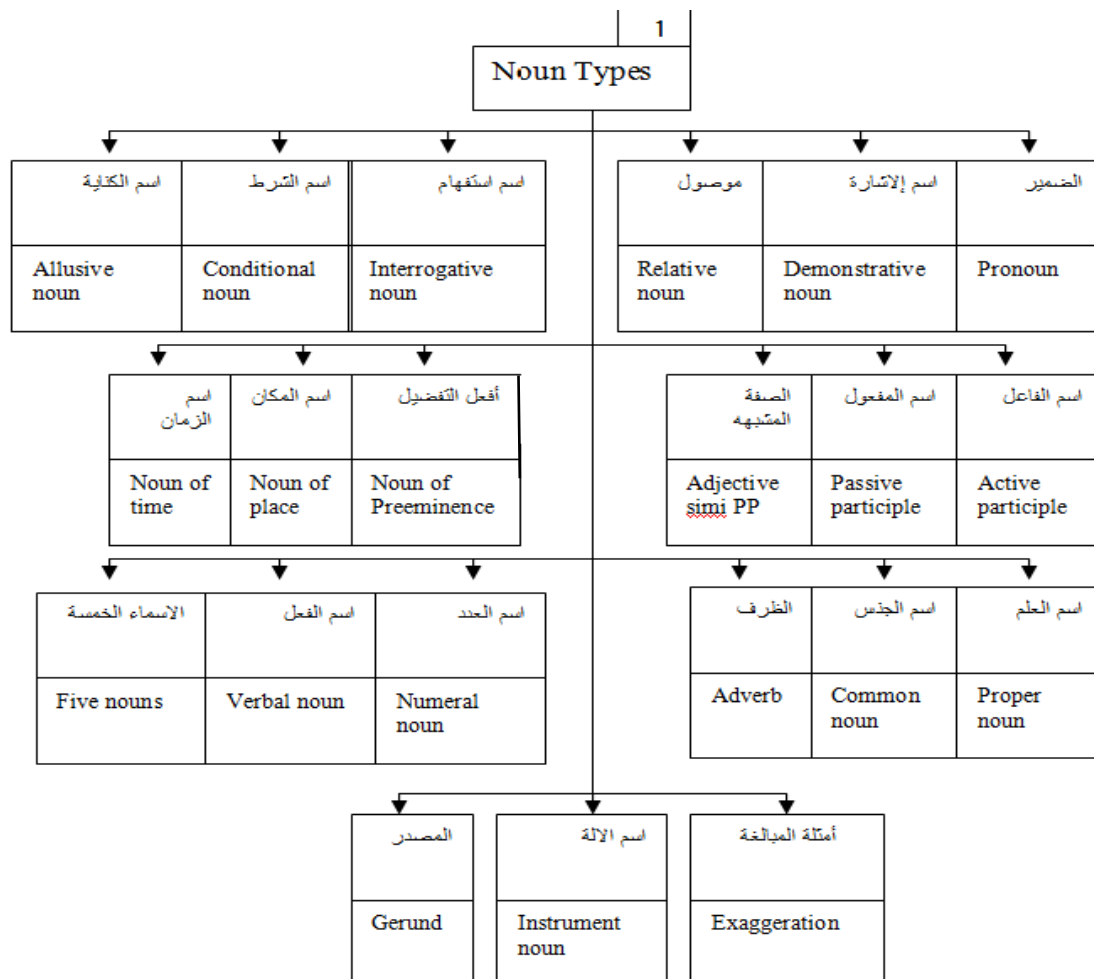 1
Noun Types
اسم الكناية
اسم الشرط
اسم استفهام
موصول
اسم إلاشارة
الضمير
Allusive
noun
Conditional
noun
Interrogative
noun
Relative
noun
Demonstrative
noun
Pronoun
اسم
الزمان
اسم المكان
أفعل التفضيل
الصفة
المشبهه
اسم المفعول
اسم الفاعل
Noun of
time
Noun of
place
Noun of
Preeminence
Adjective
simi PP
Passive
participle
Active
participle
الاسماء الخمسة
اسم الفعل
اسم العدد
الظرف
اسم الجنس
اسم العلم
Five nouns
Verbal noun
Numeral
noun
Adverb
Common
noun
Proper
noun
المصدر
اسم الالة
أمثلة المبالغة
Gerund
Instrument
noun
Exaggeration